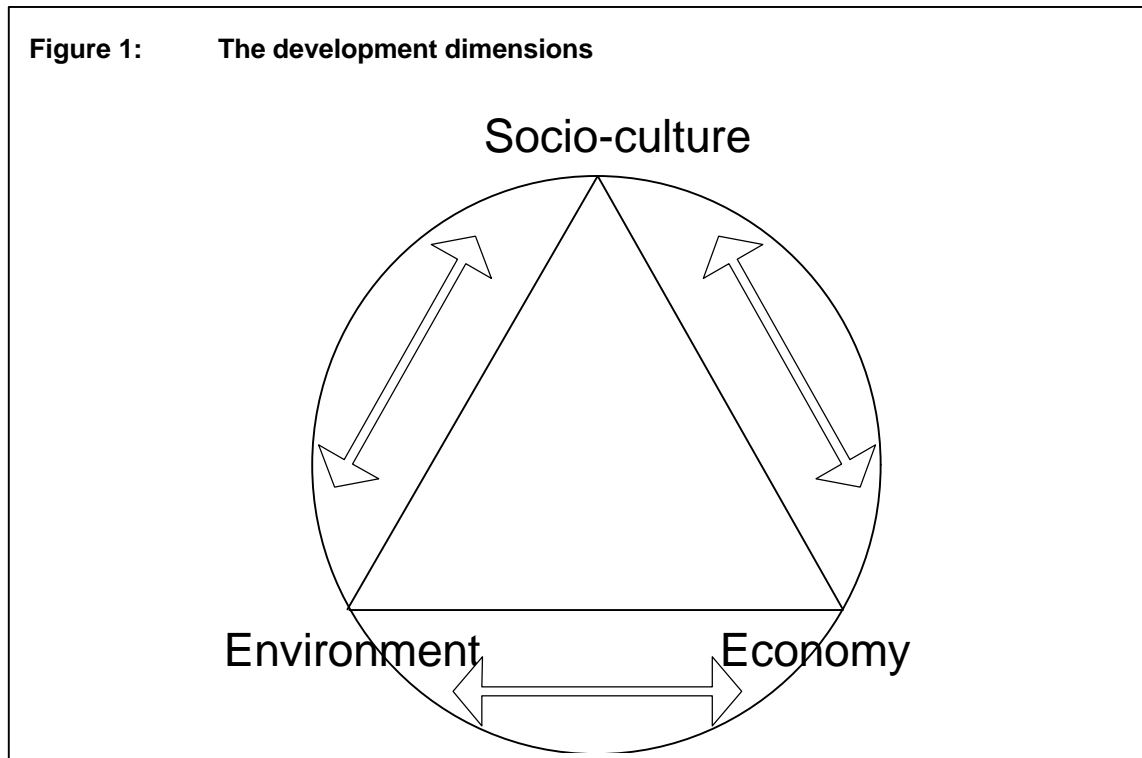 Figure 1: The development dimensions
Socio-culture
Environment Economy